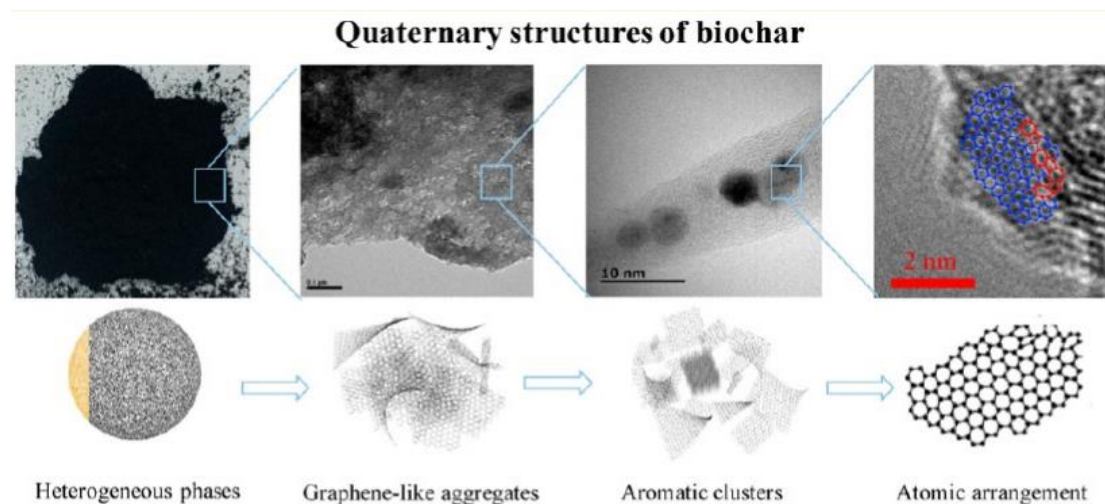 Quaternary structures of biochar
10 nm
2 nm
Heterogeneous phases
Graphene-like aggregates
Aromatic clusters
Atomic arrangement